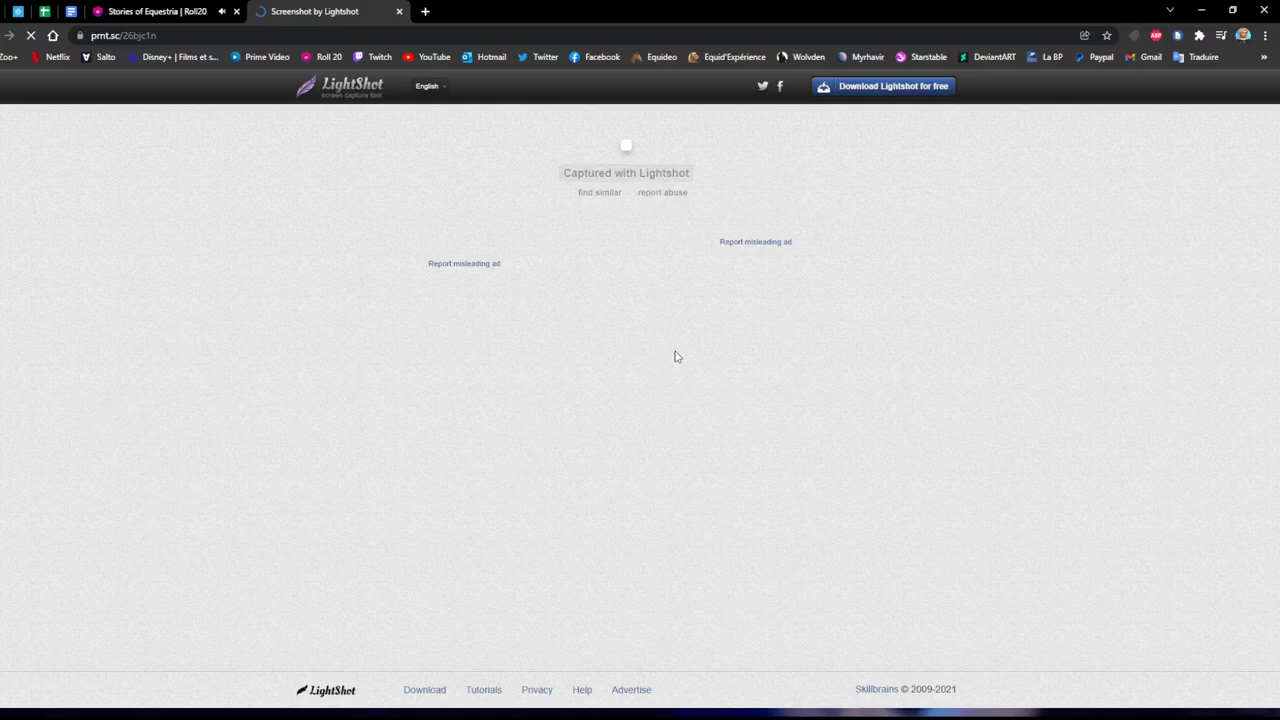 Stories of Equestria | Roll20
Screenshot by Lightshot
prnt.sc/26bjc1n
Zoo+ Netflix Salto Disney+ | Films et s... Prime Video Roll 20 Twitch YouTube Hotmail Twitter Facebook Equideo Equid'Expérience Wolvden Myrhavir Starstable DeviantART La BP Paypal Gmail Traduire »
LightShot
screen capture tool
English
Download Lightshot for free
Captured with Lightshot
find similar report abuse
Report misleading ad
Report misleading ad
LightShot Download Tutorials Privacy Help Advertise Skillbrains © 2009-2021